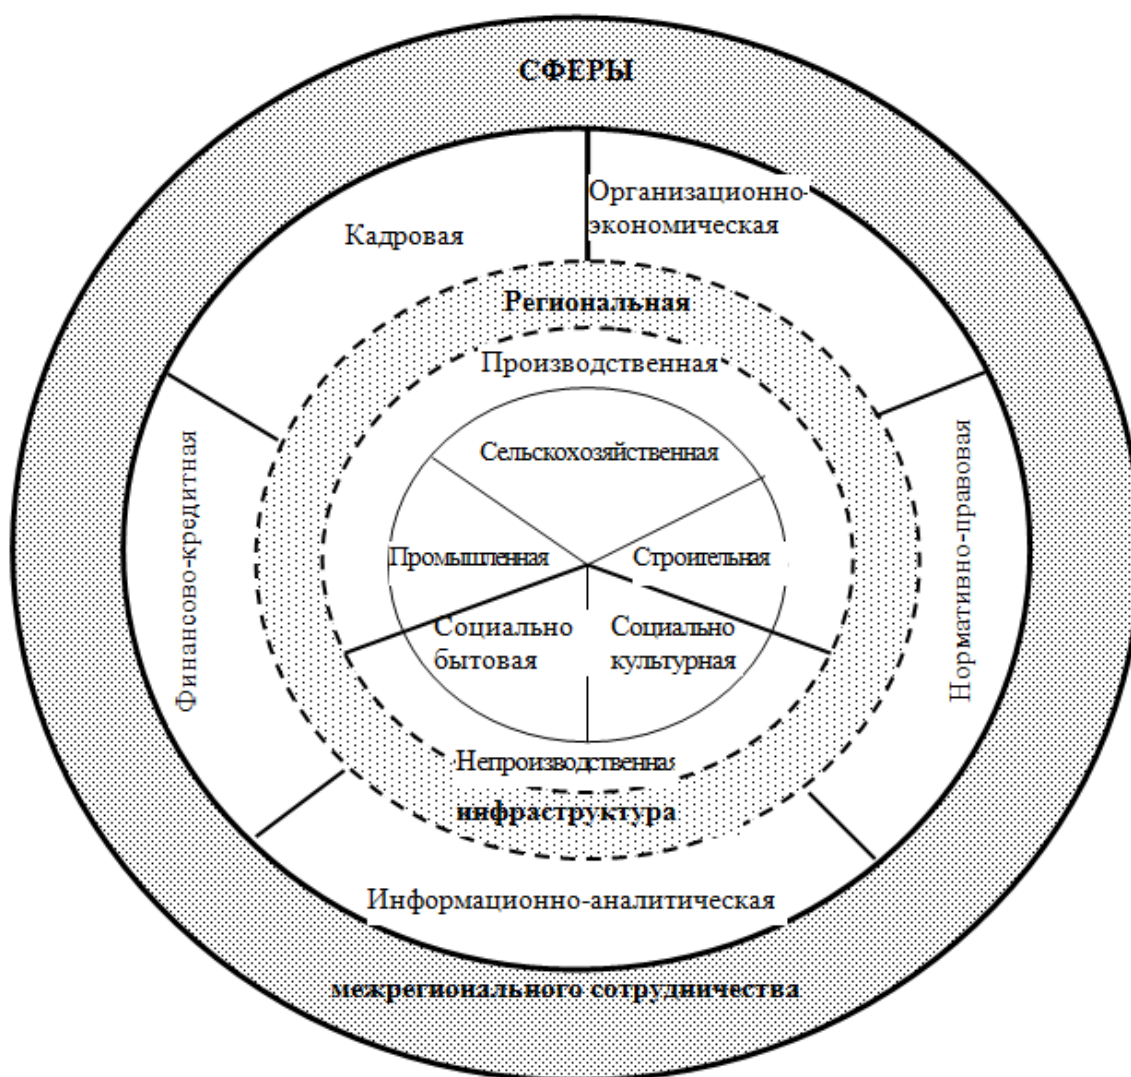 СФЕРЫ
Организационно-
экономическая
Кадровая
Региональная
Производственная
Сельскохозяйственная
Финансово-кредитная
Нормативно-правовая
Промышленная
Строительная
Социально
бытовая
Социально
культурная
Непроизводственная
инфраструктура
Информационно-аналитическая
межрегионального сотрудничества